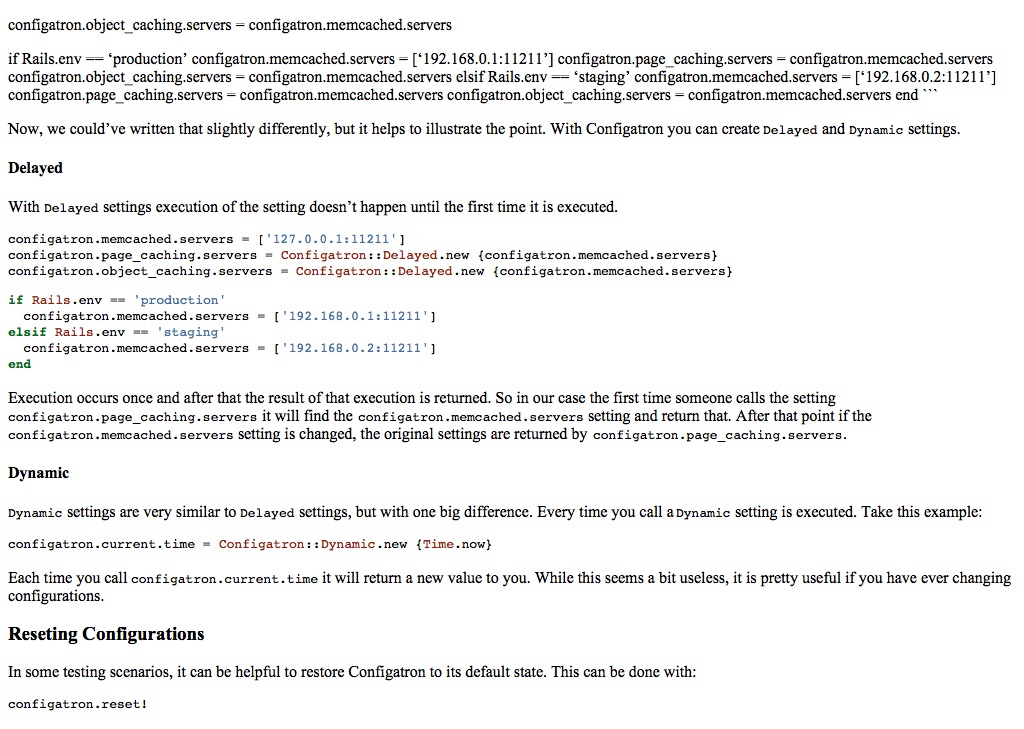 configatron.object_caching.servers = configatron.memcached.servers
if Rails.env == ‘production’ configatron.memcached.servers = [‘192.168.0.1:11211’] configatron.page_caching.servers = configatron.memcached.servers
configatron.object_caching.servers = configatron.memcached.servers elsif Rails.env == ‘staging’ configatron.memcached.servers = [‘192.168.0.2:11211’]
configatron.page_caching.servers = configatron.memcached.servers configatron.object_caching.servers = configatron.memcached.servers end ```
Now, we could’ve written that slightly differently, but it helps to illustrate the point. With Configatron you can create Delayed and Dynamic settings.
Delayed
With Delayed settings execution of the setting doesn’t happen until the first time it is executed.
configatron.memcached.servers = ['127.0.0.1:11211']
configatron.page_caching.servers = Configatron::Delayed.new {configatron.memcached.servers}
configatron.object_caching.servers = Configatron::Delayed.new {configatron.memcached.servers}
if Rails.env == 'production'
  configatron.memcached.servers = ['192.168.0.1:11211']
elsif Rails.env == 'staging'
  configatron.memcached.servers = ['192.168.0.2:11211']
end
Execution occurs once and after that the result of that execution is returned. So in our case the first time someone calls the setting
configatron.page_caching.servers it will find the configatron.memcached.servers setting and return that. After that point if the
configatron.memcached.servers setting is changed, the original settings are returned by configatron.page_caching.servers.
Dynamic
Dynamic settings are very similar to Delayed settings, but with one big difference. Every time you call a Dynamic setting is executed. Take this example:
configatron.current.time = Configatron::Dynamic.new {Time.now}
Each time you call configatron.current.time it will return a new value to you. While this seems a bit useless, it is pretty useful if you have ever changing
configurations.
Reseting Configurations
In some testing scenarios, it can be helpful to restore Configatron to its default state. This can be done with:
configatron.reset!